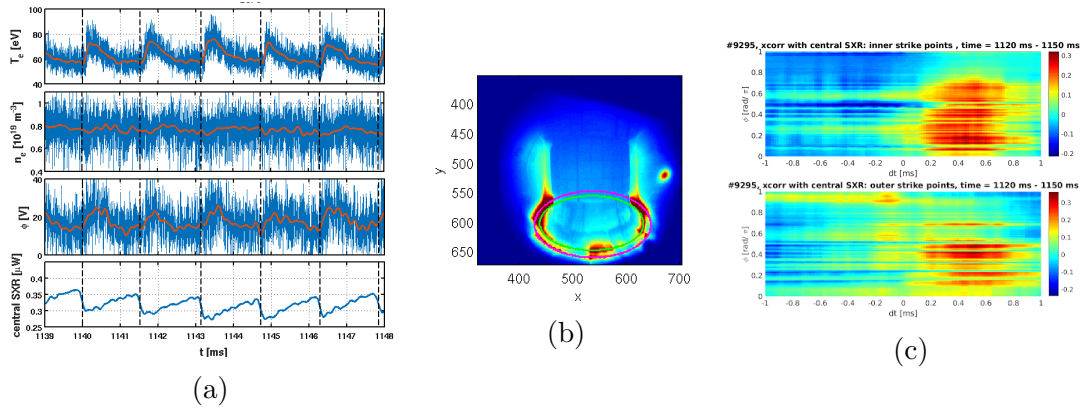 100
80
60
40
T_e [eV]
1
0.8
0.6
0.4
n_e [10^19 m^-3]
40
20
0
ϕ [V]
0.4
0.35
0.3
0.25
central SXR [μW]
1139 1140 1141 1142 1143 1144 1145 1146 1147 1148
t [ms]
(a)
400
450
500
550
600
650
y
400 500 600 700
x
(b)
#9295, xcorr with central SXR: inner strike points , time = 1120 ms - 1150 ms
1
0.8
0.6
0.4
0.2
0
ϕ [rad/ π]
-1 -0.8 -0.6 -0.4 -0.2 0 0.2 0.4 0.6 0.8 1
dt [ms]
0.3
0.2
0.1
0
-0.1
-0.2
#9295, xcorr with central SXR: outer strike points, time = 1120 ms - 1150 ms
1
0.8
0.6
0.4
0.2
0
ϕ [rad/ π]
-1 -0.8 -0.6 -0.4 -0.2 0 0.2 0.4 0.6 0.8 1
dt [ms]
0.4
0.3
0.2
0.1
0
-0.1
-0.2
(c)